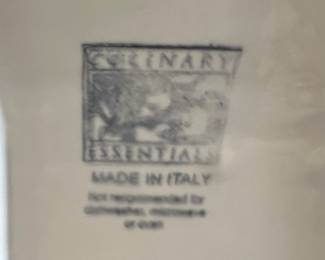 CULINARY
ESSENTIALS
MADE IN ITALY
Not recommended for
dishwasher, microwave
or oven